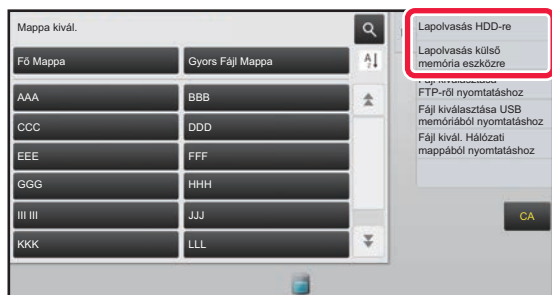 Mappa kivál.
Fő Mappa
Gyors Fájl Mappa
AAA
BBB
CCC
DDD
EEE
FFF
GGG
HHH
III III
JJJ
KKK
LLL
Lapolvasás HDD-re
Lapolvasás külső
memória eszközre
Fájl kiválasztása
FTP-ről nyomtatáshoz
Fájl kiválasztása USB
memóriából nyomtatáshoz
Fájl kivál. Hálózati
mappából nyomtatáshoz
CA